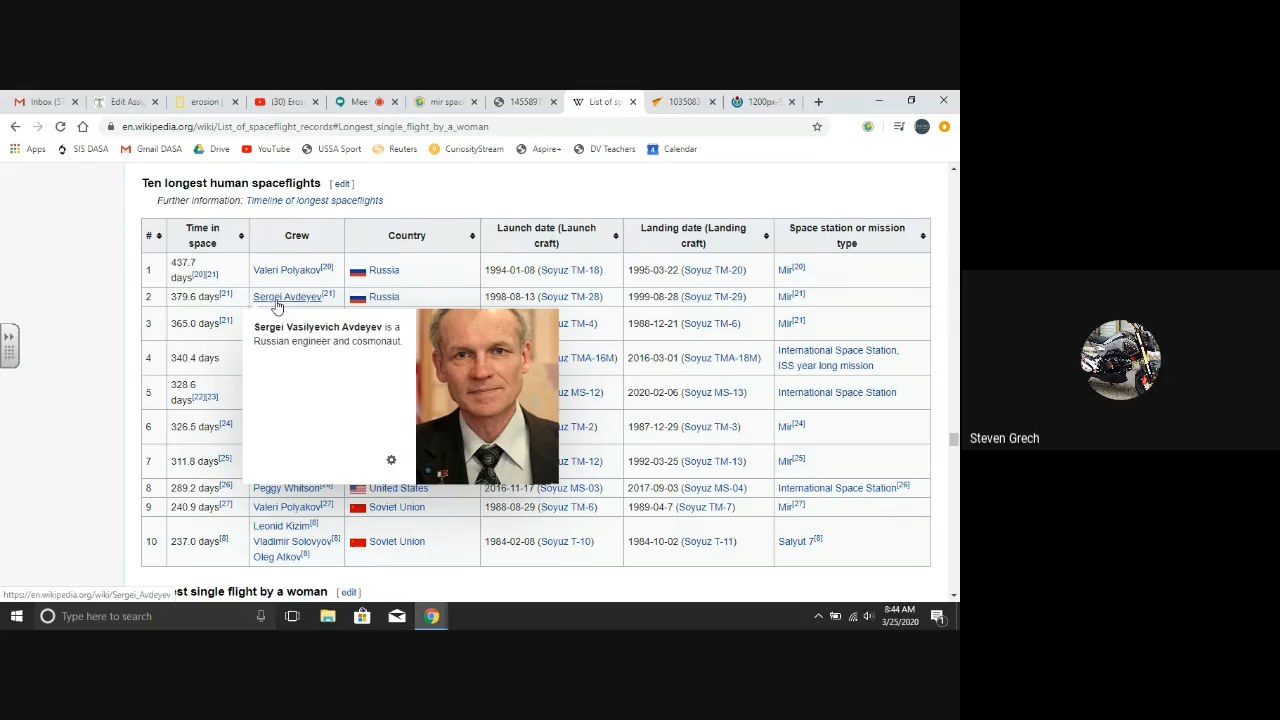 Inbox (5
Edit Assig
erosion j
(30) Eros
Meet
mir space
1455897
List of sp
1035083
1200px-S
en.wikipedia.org/wiki/List_of_spaceflight_records#Longest_single_flight_by_a_woman
Apps SIS DASA Gmail DASA Drive YouTube USSA Sport Reuters CuriosityStream Aspire+ DV Teachers Calendar
Ten longest human spaceflights [ edit ]
Further information: Timeline of longest spaceflights
# Time in space Crew Country Launch date (Launch craft) Landing date (Landing craft) Space station or mission type
1 437.7 days[20][21] Valeri Polyakov[20] Russia 1994-01-08 (Soyuz TM-18) 1995-03-22 (Soyuz TM-20) Mir[20]
2 379.6 days[21] Sergei Avdeyev[21] Russia 1998-08-13 (Soyuz TM-28) 1999-08-28 (Soyuz TM-29) Mir[21]
Sergei Vasilyevich Avdeyev is a
Russian engineer and cosmonaut.
3 365.0 days[21] TM-4) 1988-12-21 (Soyuz TM-6) Mir[21]
4 340.4 days TMA-16M) 2016-03-01 (Soyuz TMA-18M) International Space Station, ISS year long mission
5 328.6 days[22][23] MS-12) 2020-02-06 (Soyuz MS-13) International Space Station
6 326.5 days[24] TM-2) 1987-12-29 (Soyuz TM-3) Mir[24]
7 311.8 days[25] TM-12) 1992-03-25 (Soyuz TM-13) Mir[25]
8 289.2 days[26] Peggy Whitson[26] United States 2016-11-17 (Soyuz MS-03) 2017-09-03 (Soyuz MS-04) International Space Station[26]
9 240.9 days[27] Valeri Polyakov[27] Soviet Union 1988-08-29 (Soyuz TM-6) 1989-04-7 (Soyuz TM-7) Mir[27]
10 237.0 days[8] Leonid Kizim[8] Vladimir Solovyov[8] Oleg Atkov[8] Soviet Union 1984-02-08 (Soyuz T-10) 1984-10-02 (Soyuz T-11) Salyut 7[8]
st single flight by a woman [ edit ]
https://en.wikipedia.org/wiki/Sergei_Avdeyev
Type here to search
8:44 AM
3/25/2020
Steven Grech